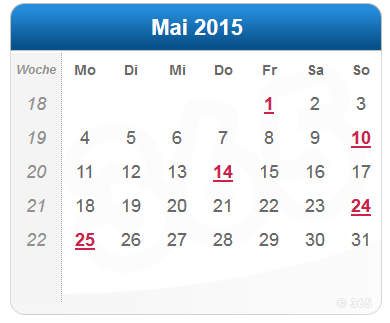 Mai 2015
Woche Mo Di Mi Do Fr Sa So
18 1 2 3
19 4 5 6 7 8 9 10
20 11 12 13 14 15 16 17
21 18 19 20 21 22 23 24
22 25 26 27 28 29 30 31
365
© 365